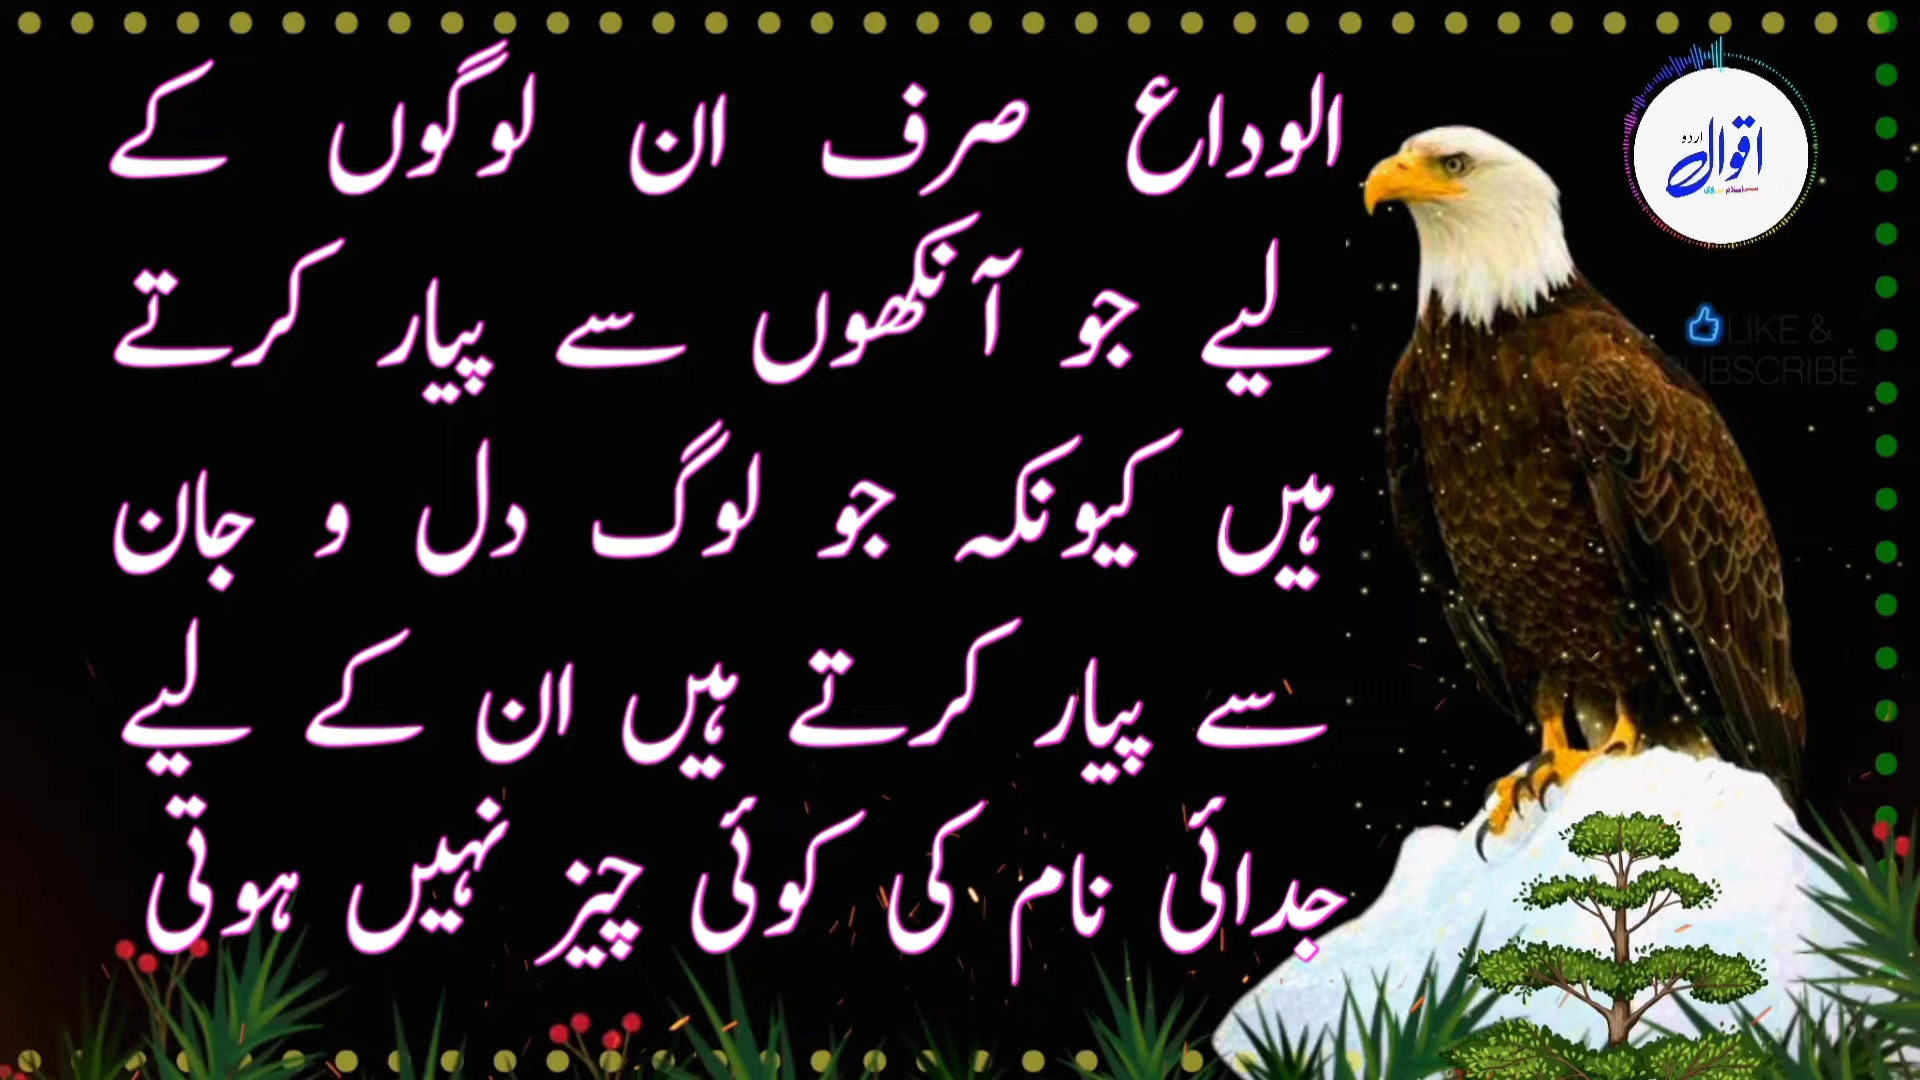 الوداع صرف ان لوگوں کے
لیے جو آنکھوں سے پیار کرتے
ہیں کیونکہ جو لوگ دل و جان
سے پیار کرتے ہیں ان کے لیے
جدائی نام کی کوئی چیز نہیں ہوتی
اقوال
اردو
LIKE &
SUBSCRIBE